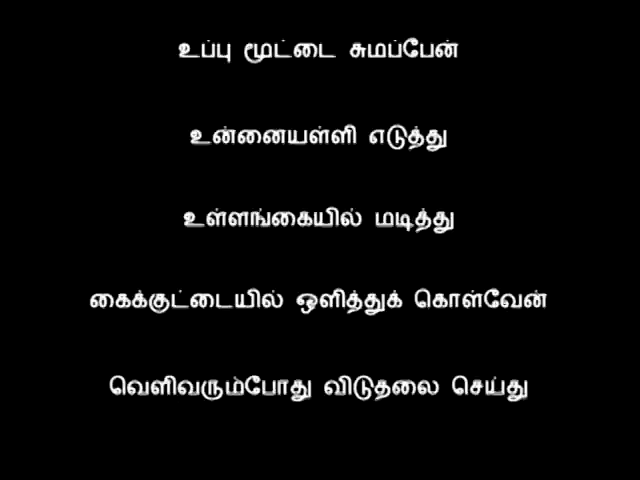 உப்பு மூட்டை சுமப்பேன்
உன்னையள்ளி எடுத்து
உள்ளங்கையில் மடித்து
கைக்குட்டையில் ஒளித்துக் கொள்வேன்
வெளிவரும்போது விடுதலை செய்து